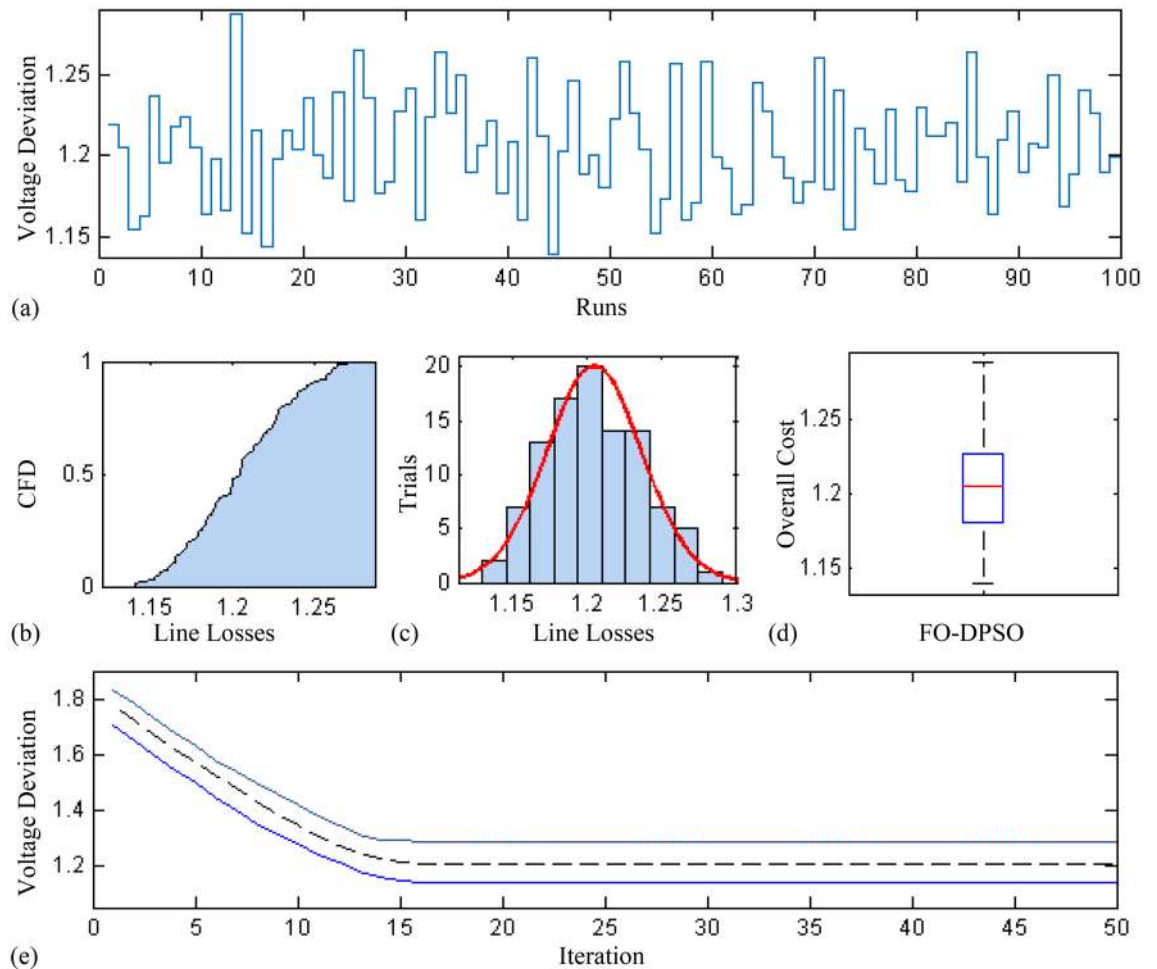 Voltage Deviation
1.25
1.2
1.15
0 10 20 30 40 50 60 70 80 90 100
Runs
(a)
CFD
1
0.5
0
1.15 1.2 1.25
Line Losses
(b)
Trials
20
15
10
5
0
1.15 1.2 1.25 1.3
Line Losses
(c)
Overall Cost
1.25
1.2
1.15
FO-DPSO
(d)
Voltage Deviation
1.8
1.6
1.4
1.2
0 5 10 15 20 25 30 35 40 45 50
Iteration
(e)